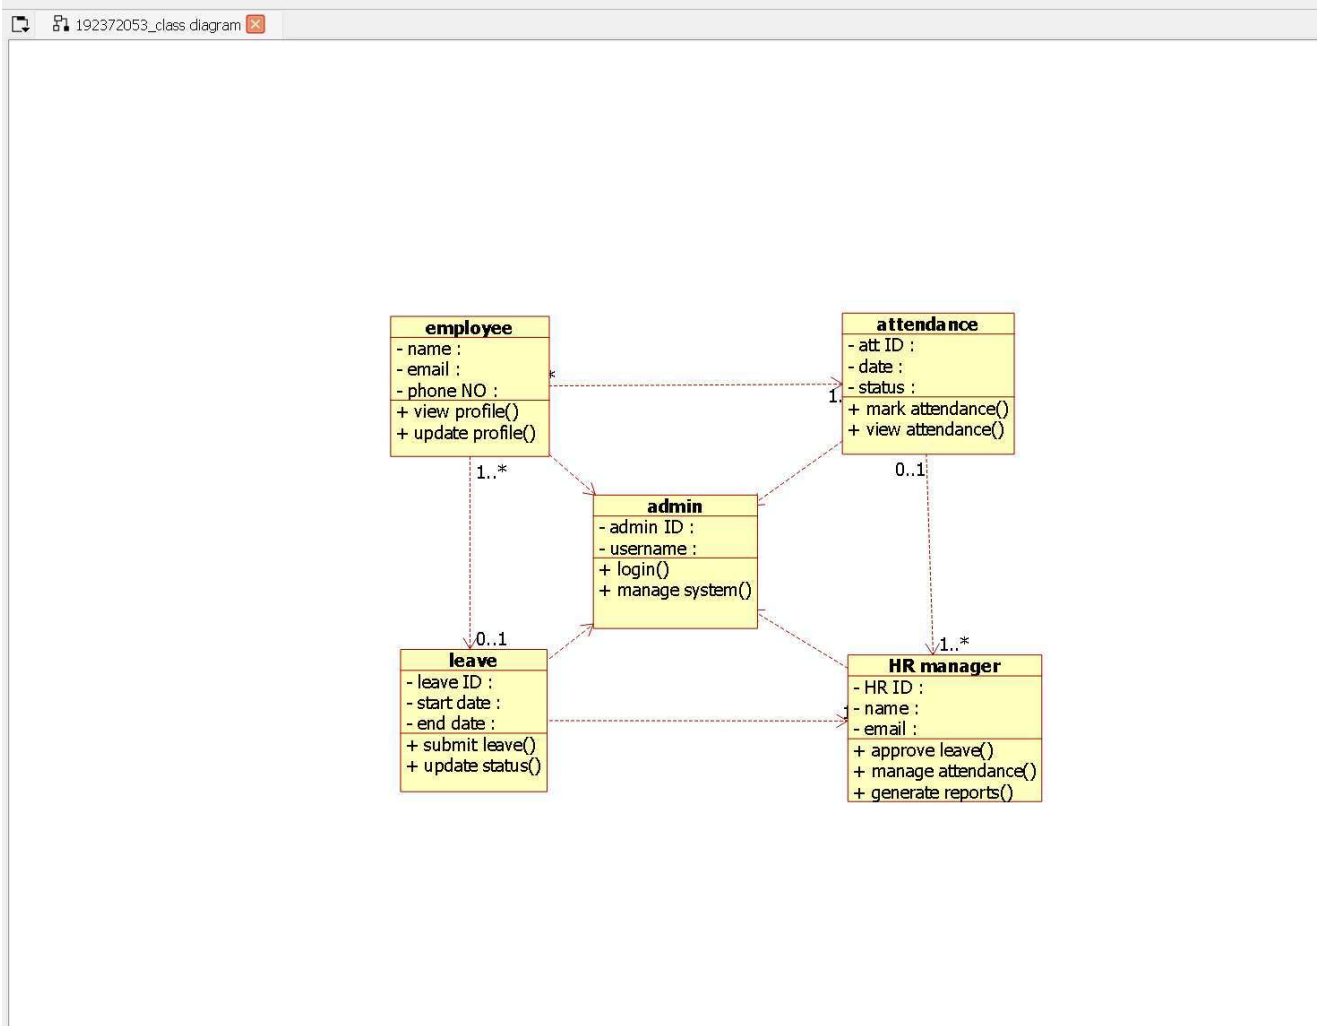 192372053_class diagram
employee
- name :
- email :
- phone NO :
+ view profile()
+ update profile()
*
1..*
attendance
- att ID :
- date :
- status :
+ mark attendance()
+ view attendance()
1.
0..1
admin
- admin ID :
- username :
+ login()
+ manage system()
0..1
leave
- leave ID :
- start date :
- end date :
+ submit leave()
+ update status()
1..*
HR manager
- HR ID :
- name :
- email :
+ approve leave()
+ manage attendance()
+ generate reports()